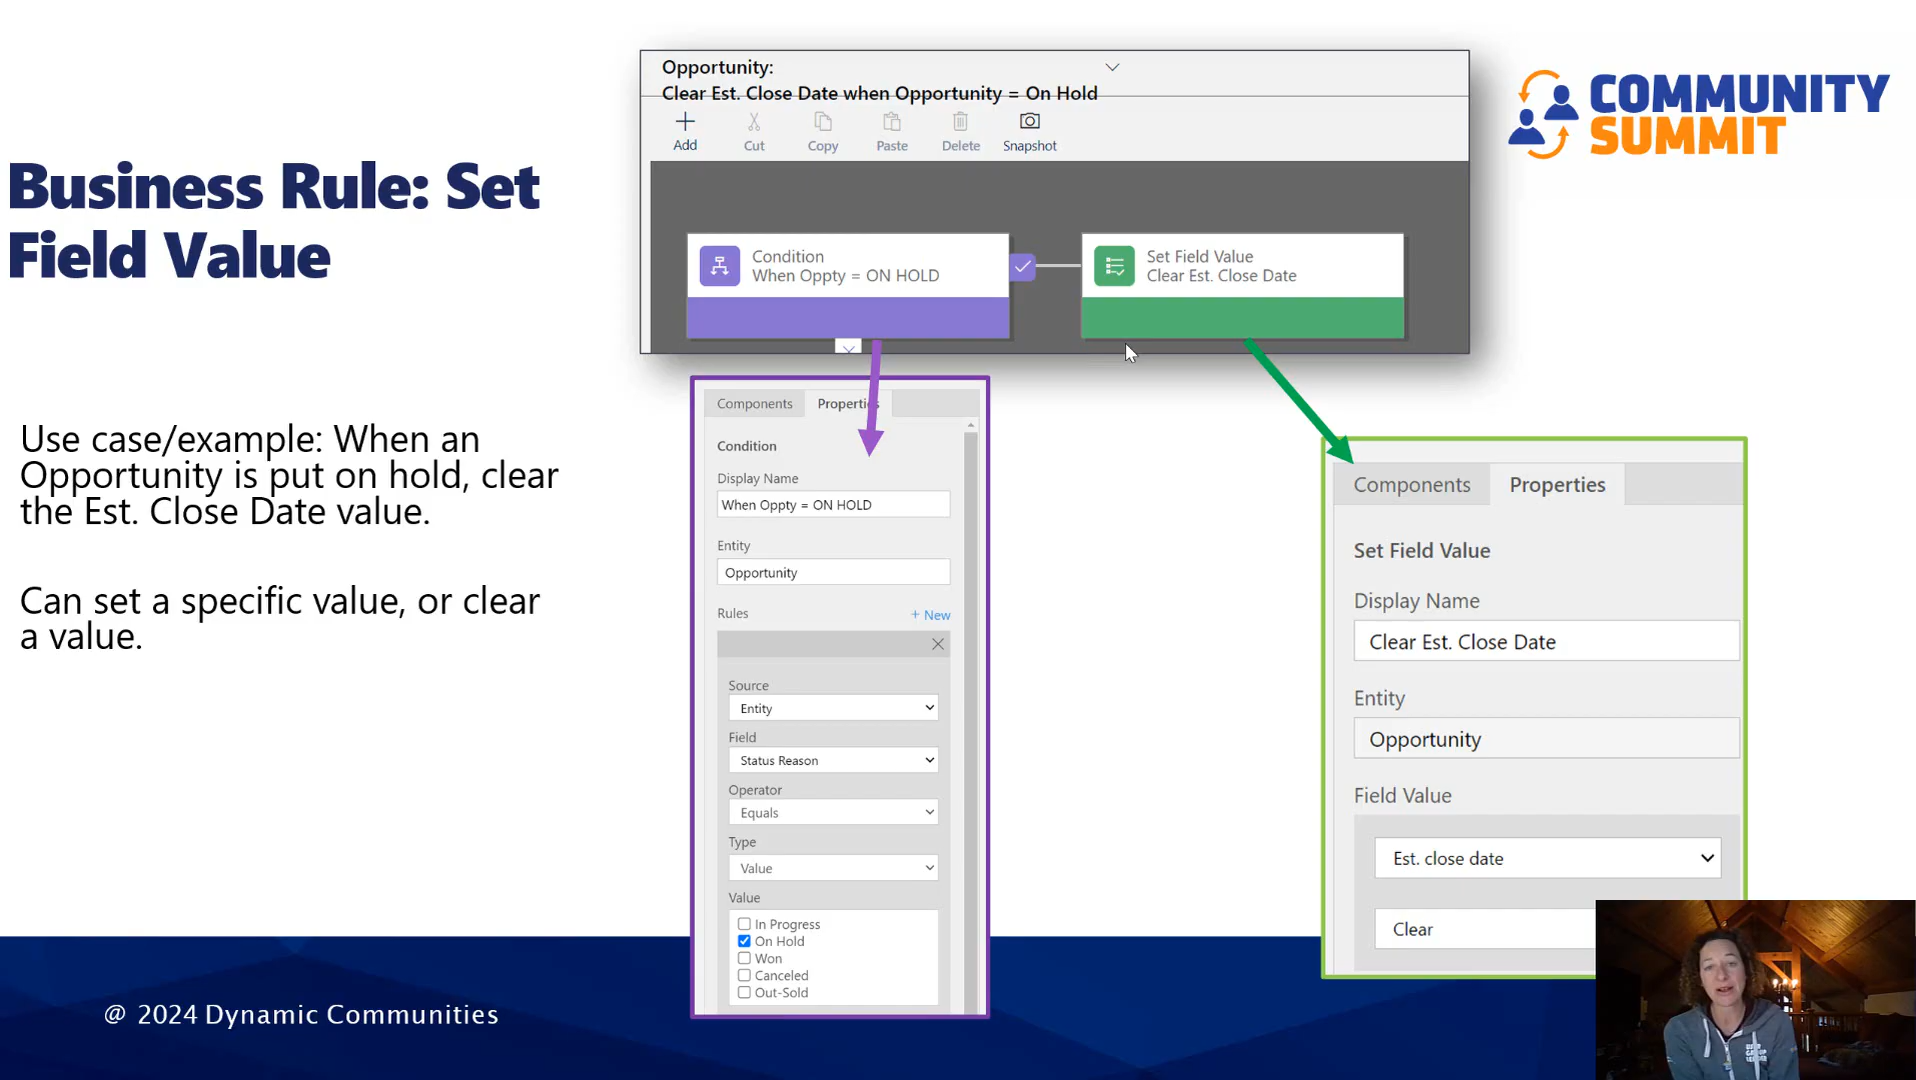 Business Rule: Set
Field Value
Use case/example: When an
Opportunity is put on hold, clear
the Est. Close Date value.
Can set a specific value, or clear
a value.
Opportunity:
Clear Est. Close Date when Opportunity = On Hold
Add
Cut
Copy
Paste
Delete
Snapshot
Condition
When Oppty = ON HOLD
Set Field Value
Clear Est. Close Date
COMMUNITY
SUMMIT
Components
Properties
Condition
Display Name
When Oppty = ON HOLD
Entity
Opportunity
Rules
+ New
Source
Entity
Field
Status Reason
Operator
Equals
Type
Value
Value
In Progress
On Hold
Won
Canceled
Out-Sold
Components
Properties
Set Field Value
Display Name
Clear Est. Close Date
Entity
Opportunity
Field Value
Est. close date
Clear
@ 2024 Dynamic Communities